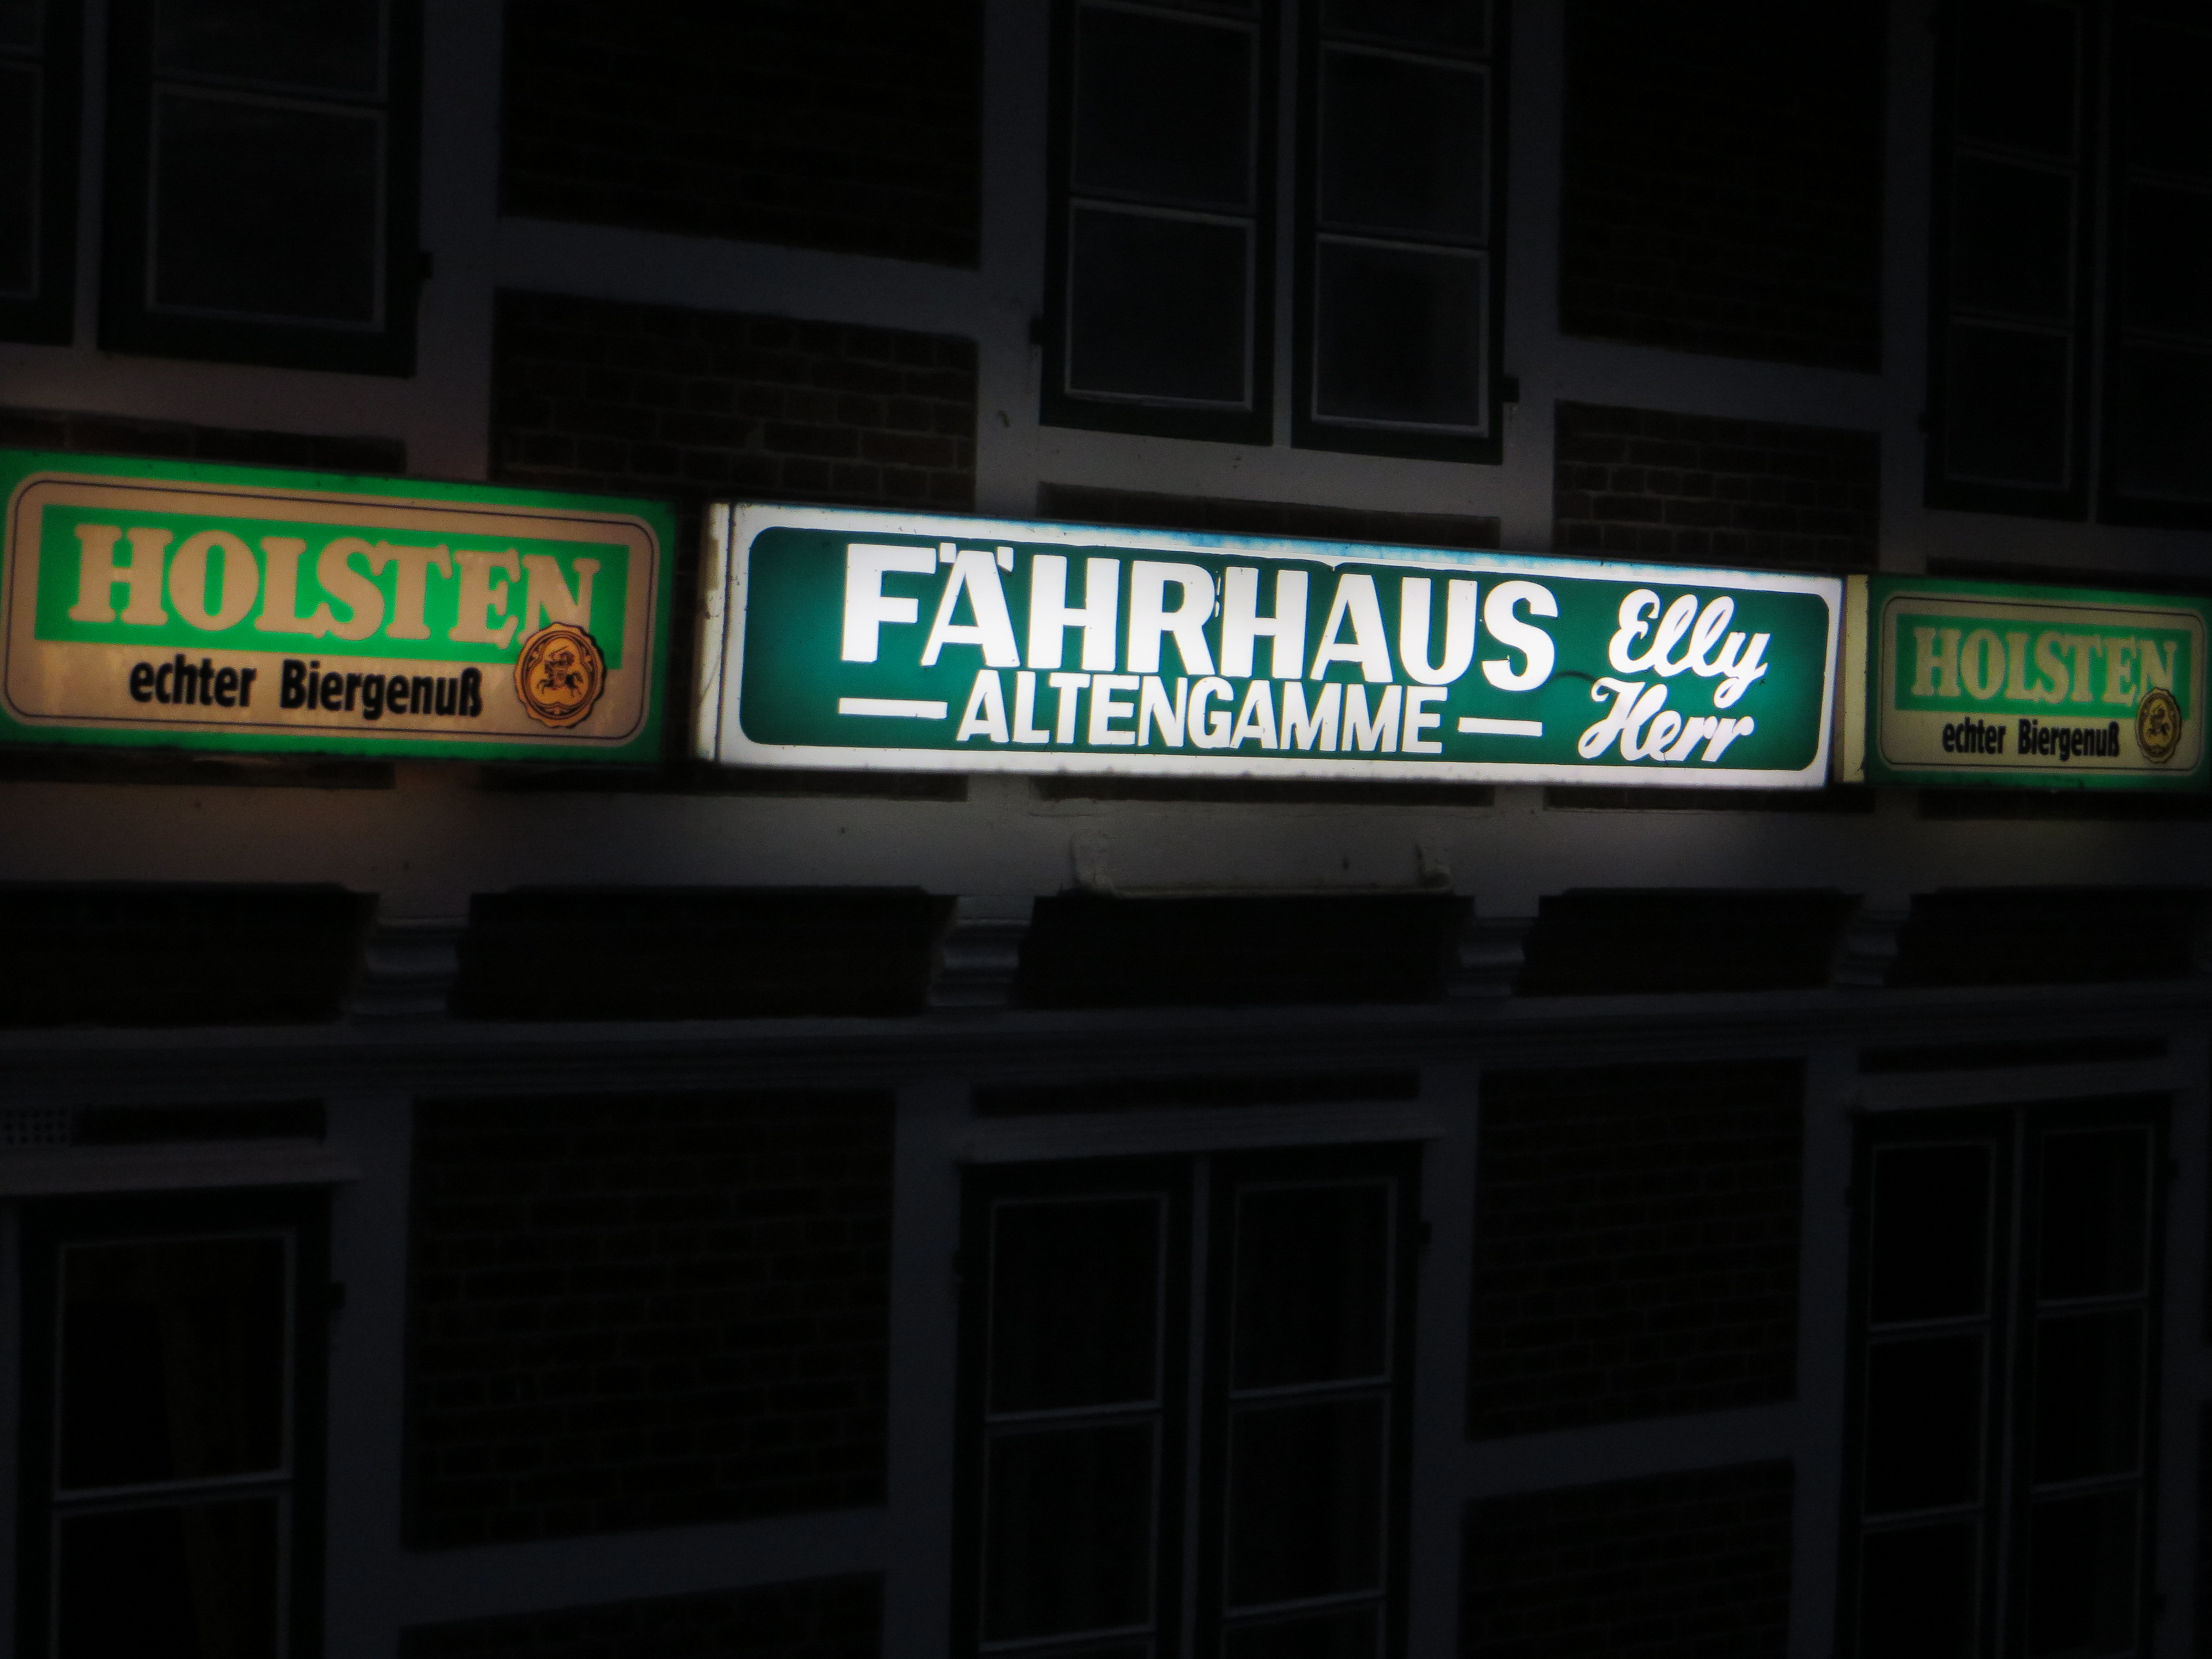 HOLSTEN
echter Biergenuß
FÄHRHAUS
— ALTENGAMME —
Elly
Herr
HOLSTEN
echter Biergenuß